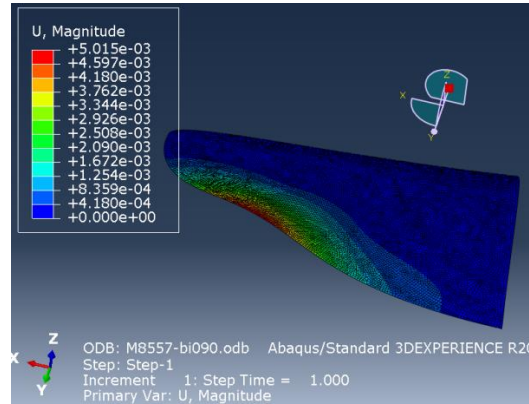 U, Magnitude
+5.015e-03
+4.597e-03
+4.180e-03
+3.762e-03
+3.344e-03
+2.926e-03
+2.508e-03
+2.090e-03
+1.672e-03
+1.254e-03
+8.359e-04
+4.180e-04
+0.000e+00
Z
X
Y
Z
X
Y
ODB: M8557-bi090.odb Abaqus/Standard 3DEXPERIENCE R20
Step: Step-1
Increment 1: Step Time = 1.000
Primary Var: U, Magnitude